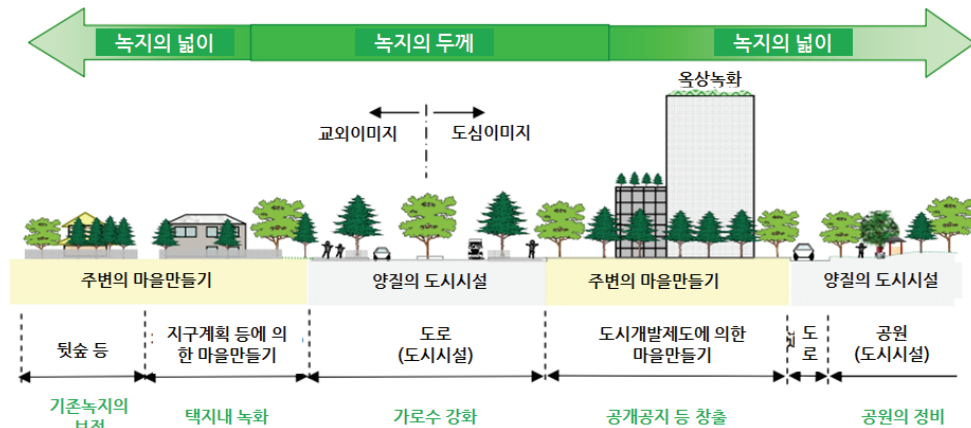 녹지의 넓이
녹지의 두께
녹지의 넓이
옥상녹화
교외이미지
도심이미지
주변의 마을만들기
양질의 도시시설
주변의 마을만들기
양질의 도시시설
뒷숲 등
지구계획 등에 의
한 마을만들기
도로
(도시시설)
도시개발제도에 의한
마을만들기
도
로
공원
(도시시설)
기존녹지의
택지내 녹화
가로수 강화
공개공지 등 창출
공원의 정비